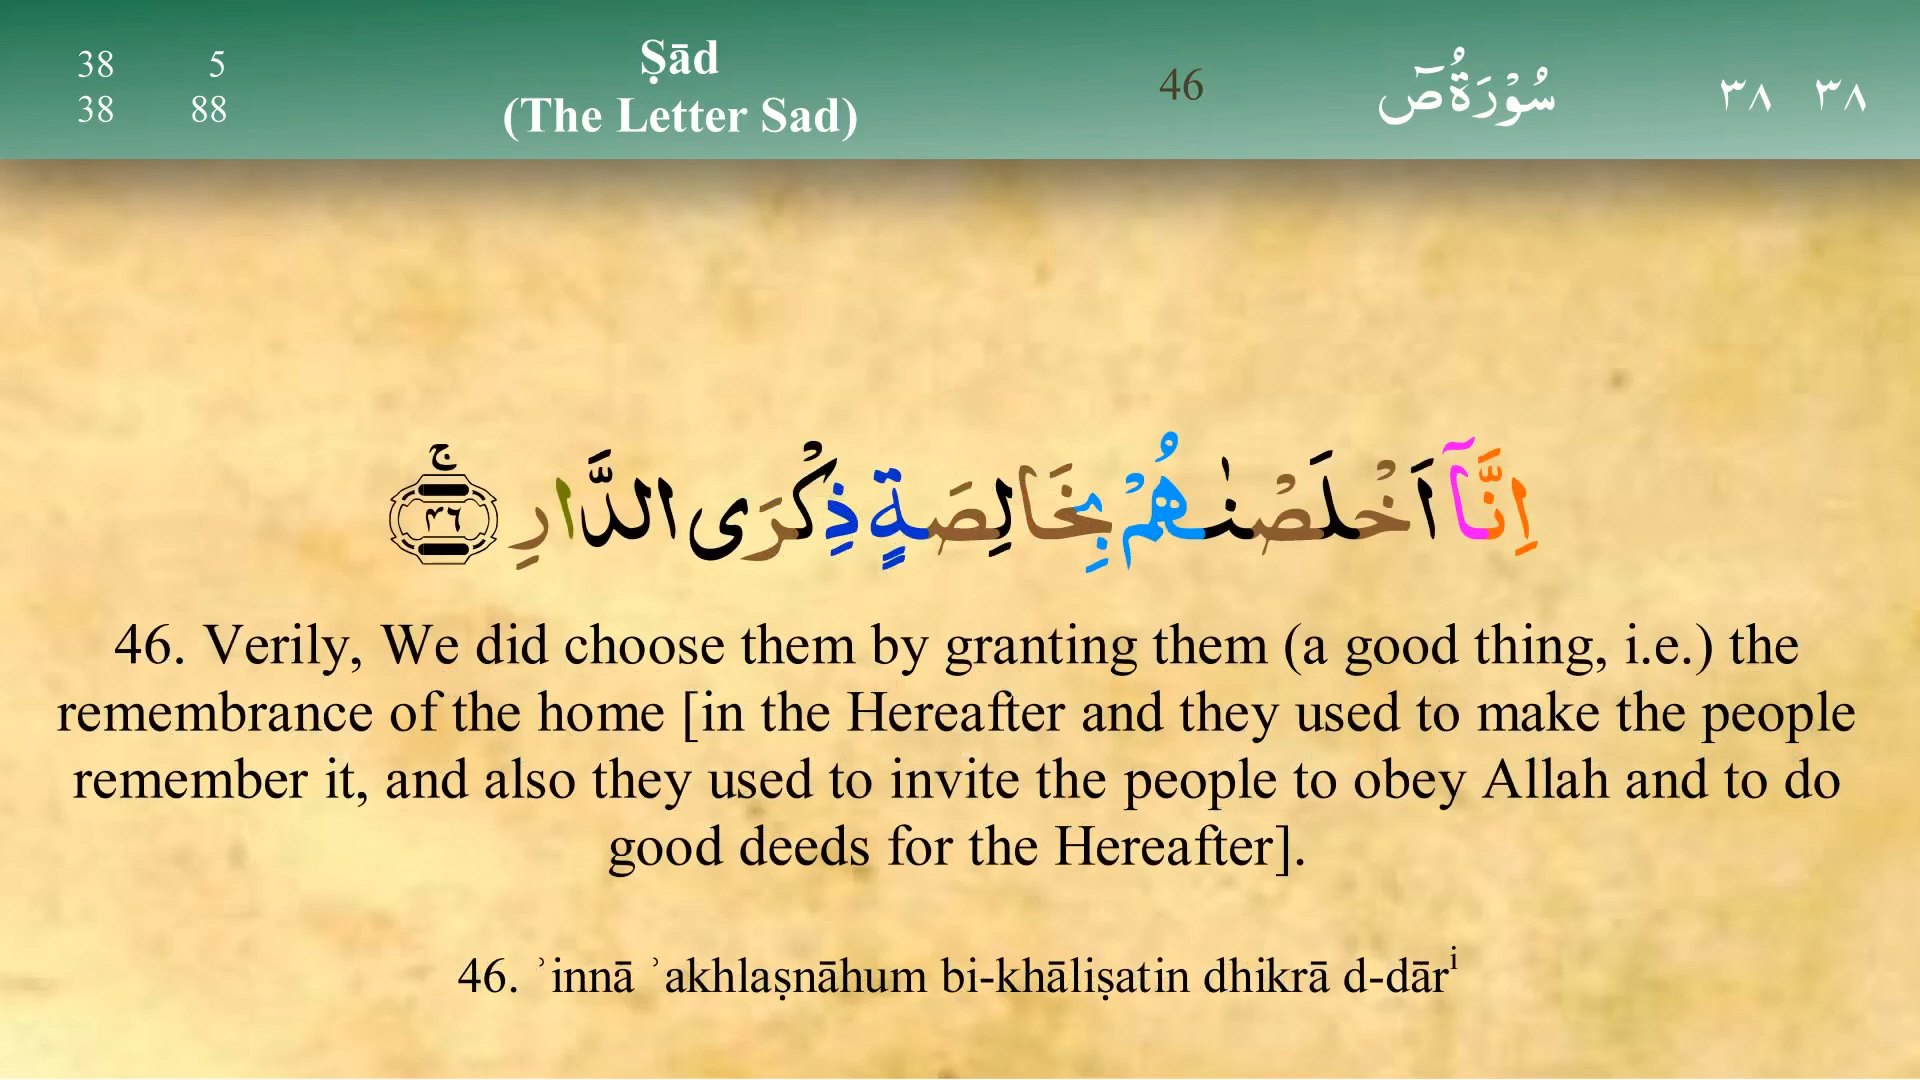 38 5
38 88
Ṣād
(The Letter Sad)
46
سُوْرَةُ صٓ
٣٨ ٣٨
اِنَّآ اَخْلَصْنٰهُمْ بِخَالِصَةٍ ذِكْرَى الدَّارِ ۚ ٤٦
46. Verily, We did choose them by granting them (a good thing, i.e.) the
remembrance of the home [in the Hereafter and they used to make the people
remember it, and also they used to invite the people to obey Allah and to do
good deeds for the Hereafter].
46. ʾinnā ʾakhlaṣnāhum bi-khāliṣatin dhikrā d-dārⁱ